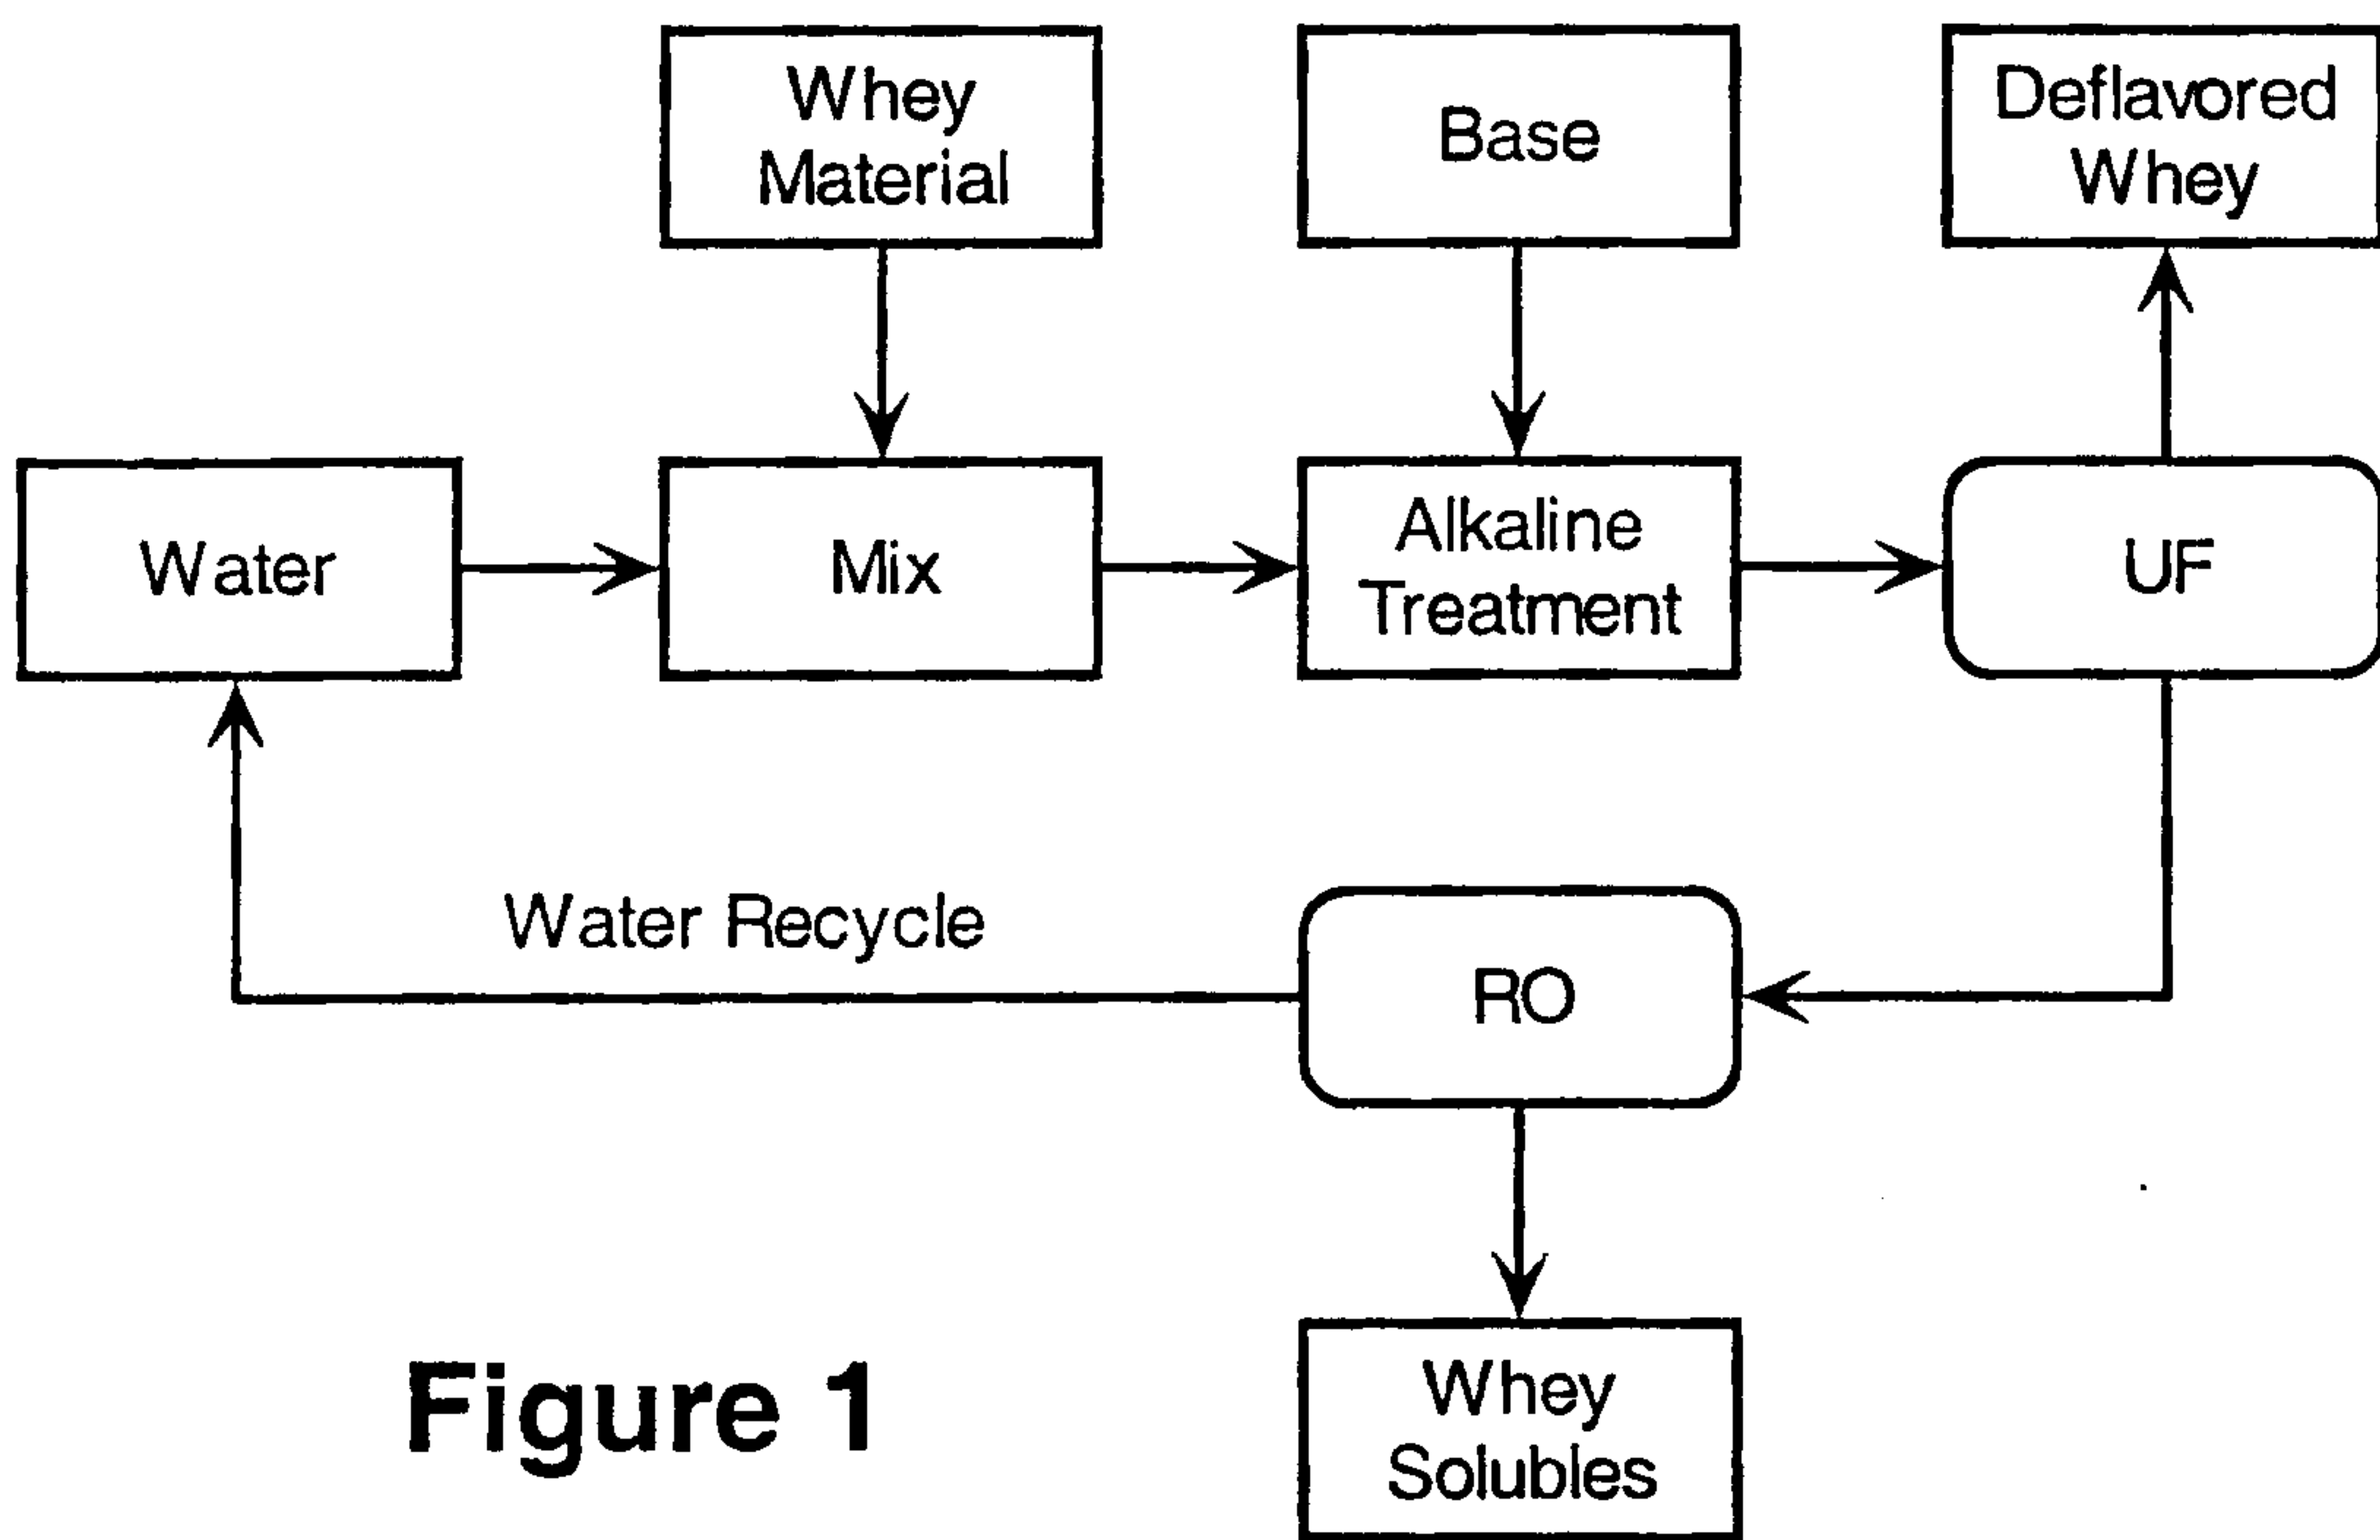 Whey
Material
Base
Deflavored
Whey
Water
Mix
Alkaline
Treatment
UF
Water Recycle
RO
Whey
Solubles
Figure 1